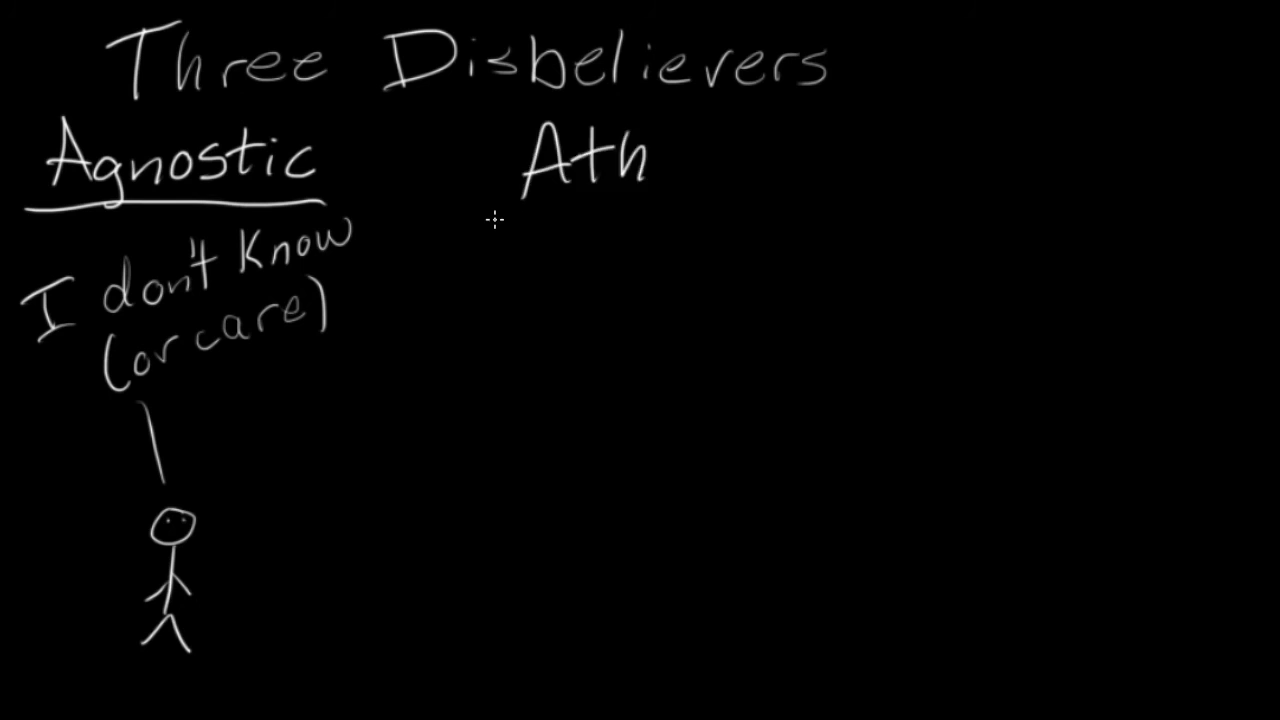 Three Disbelievers
Agnostic
Ath
I don't know
(or care)